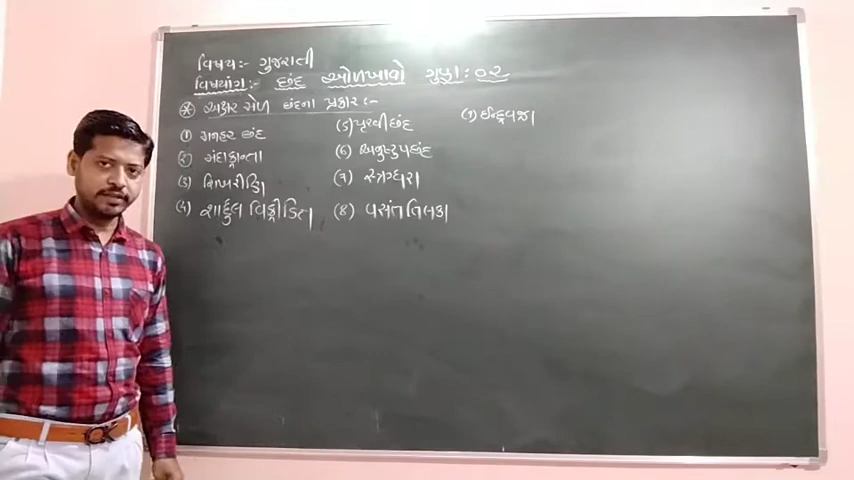 વિષય:- ગુજરાતી
વિષયાંગ:- છંદ ઓળખાવો ગુણ : ૦૨
* અક્ષર મેળ છંદના પ્રકાર :-
(૧) મનહર છંદ
(૨) મંદાક્રાન્તા
(૩) શિખરીણિ
(૪) શાર્દુલ વિક્રીડિત
(૫) પૃથ્વી છંદ
(૬) અનુષ્ટુપ છંદ
(૭) સ્ત્રગ્ધરા
(૮) વસંતતિલકા
(૯) ઈન્દ્રવજ્રા